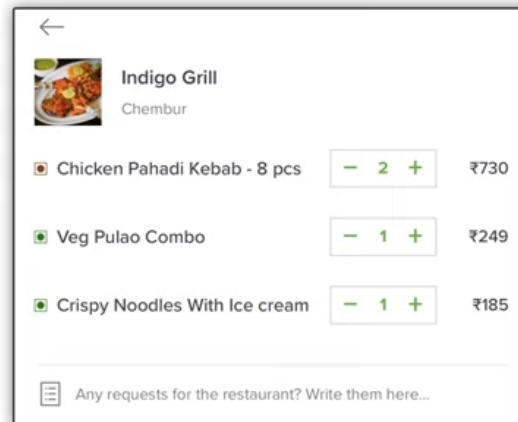 Indigo Grill
Chembur
Chicken Pahadi Kebab - 8 pcs − 2 + ₹730
Veg Pulao Combo − 1 + ₹249
Crispy Noodles With Ice cream − 1 + ₹185
Any requests for the restaurant? Write them here...